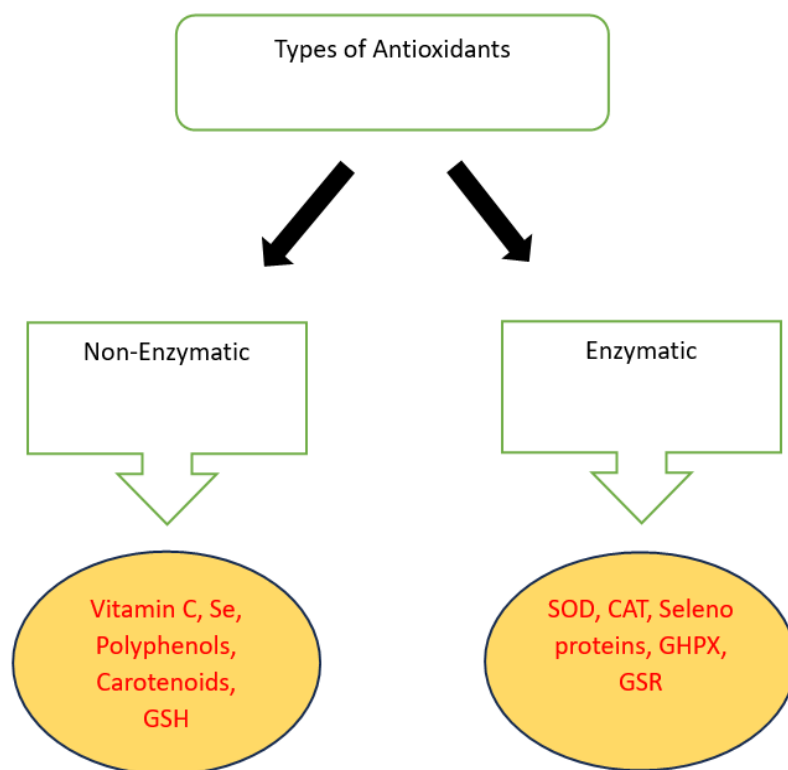 Types of Antioxidants
Non-Enzymatic
Enzymatic
Vitamin C, Se,
Polyphenols,
Carotenoids,
GSH
SOD, CAT, Seleno
proteins, GHPX,
GSR